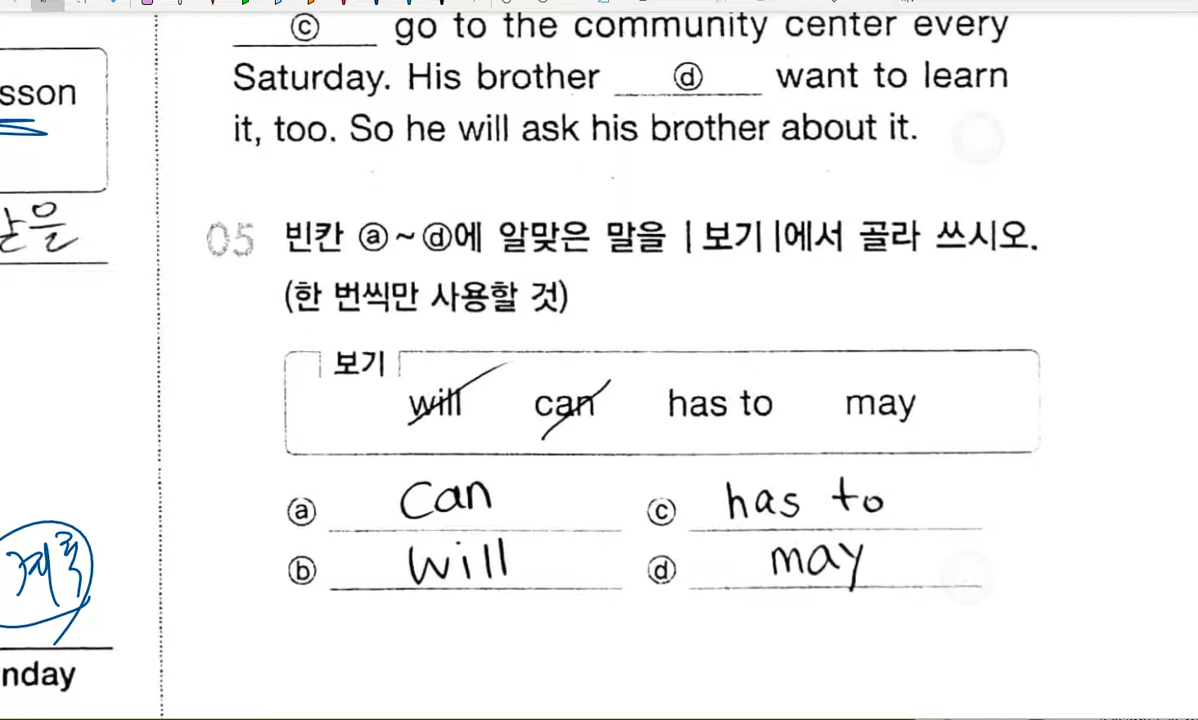 ⓒ go to the community center every
Saturday. His brother ⓓ want to learn
it, too. So he will ask his brother about it.
sson
을
05 빈칸 ⓐ~ⓓ에 알맞은 말을 | 보기 |에서 골라 쓰시오.
(한 번씩만 사용할 것)
보기
will can has to may
ⓐ Can ⓒ has to
ⓑ will ⓓ may
계획
nday